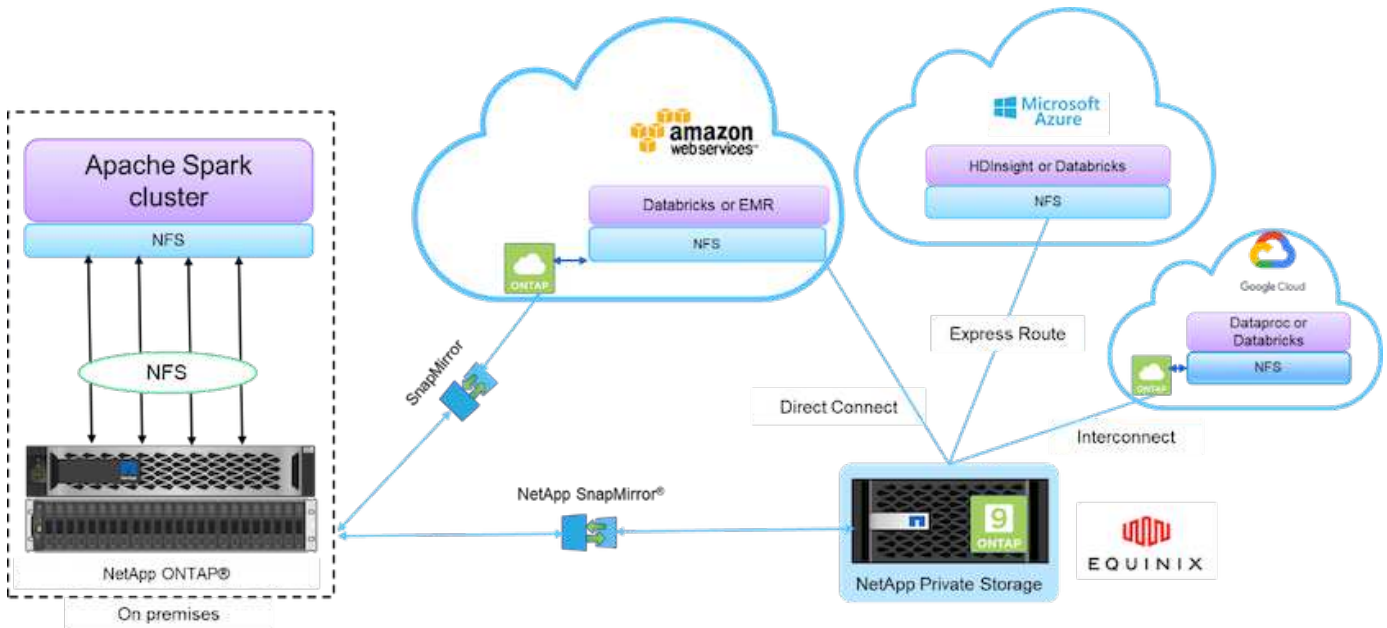 Apache Spark
cluster
NFS
NFS
NetApp ONTAP®
On premises
amazon
webservices™
Databricks or EMR
NFS
ONTAP
SnapMirror
NetApp SnapMirror®
Microsoft
Azure
HDInsight or Databricks
NFS
Google Cloud
Dataproc or
Databricks
NFS
ONTAP
Express Route
Direct Connect
Interconnect
9
ONTAP
NetApp Private Storage
EQUINIX